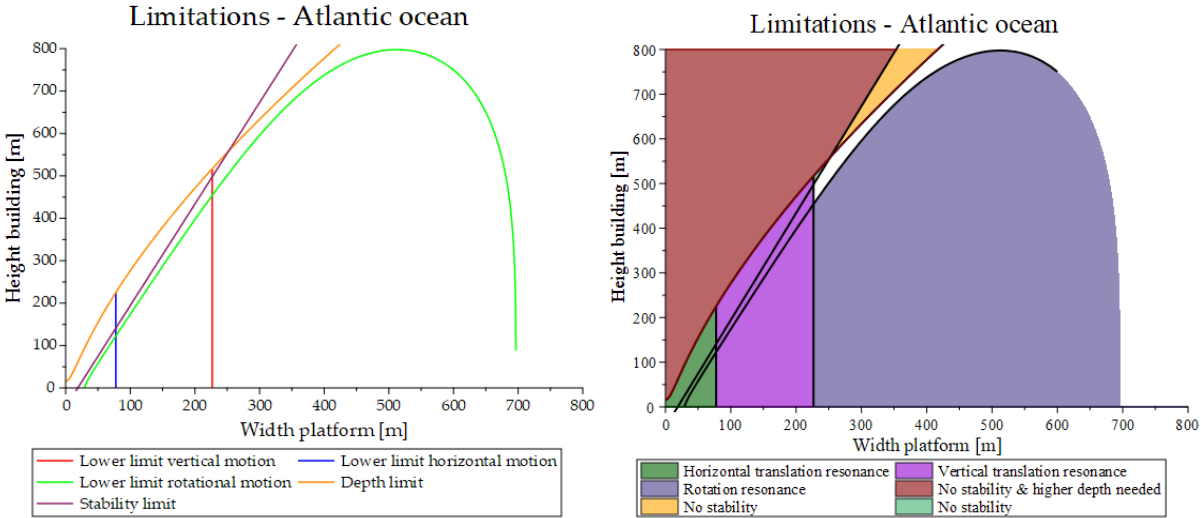 Limitations - Atlantic ocean
800
700
600
500
400
300
200
100
0
Height building [m]
0 100 200 300 400 500 600 700 800
Width platform [m]
Lower limit vertical motion Lower limit horizontal motion
Lower limit rotational motion Depth limit
Stability limit
Limitations - Atlantic ocean
800
700
600
500
400
300
200
100
0
Height building [m]
0 100 200 300 400 500 600 700 800
Width platform [m]
Horizontal translation resonance Vertical translation resonance
Rotation resonance No stability & higher depth needed
No stability No stability